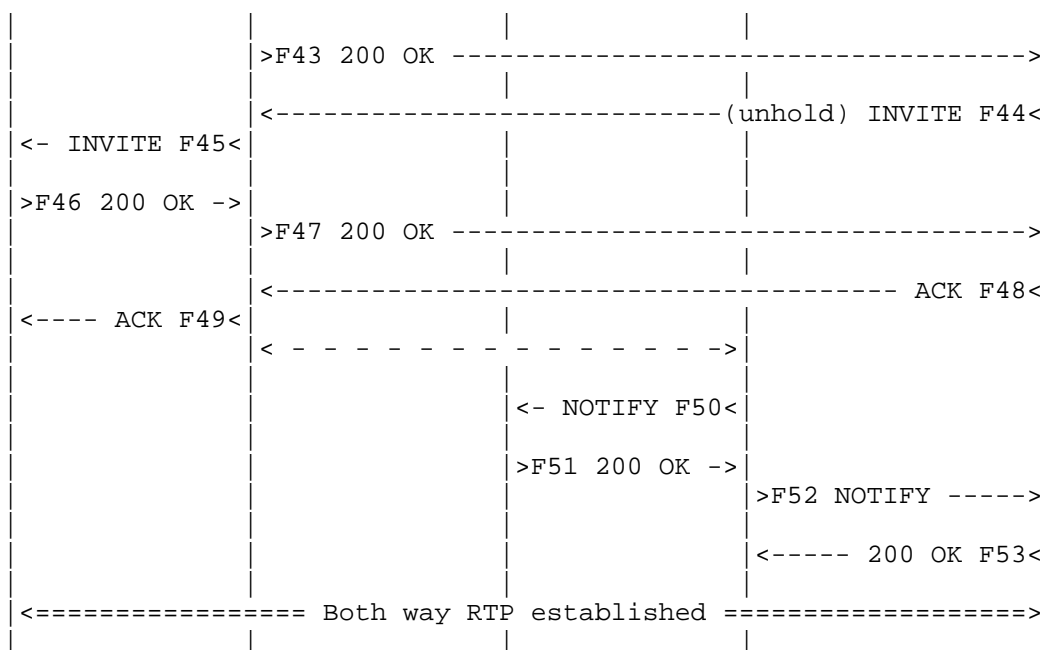 >F43 200 OK ------------------------------------>
<----------------------------(unhold) INVITE F44<
<- INVITE F45<
>F46 200 OK ->
>F47 200 OK ------------------------------------>
<--------------------------------------- ACK F48<
<---- ACK F49<
<- NOTIFY F50<
>F51 200 OK ->
>F52 NOTIFY ----->
<----- 200 OK F53<
<================== Both way RTP established ===================>